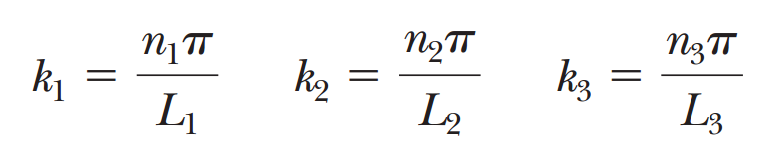 k₁ = n₁π / L₁    k₂ = n₂π / L₂    k₃ = n₃π / L₃